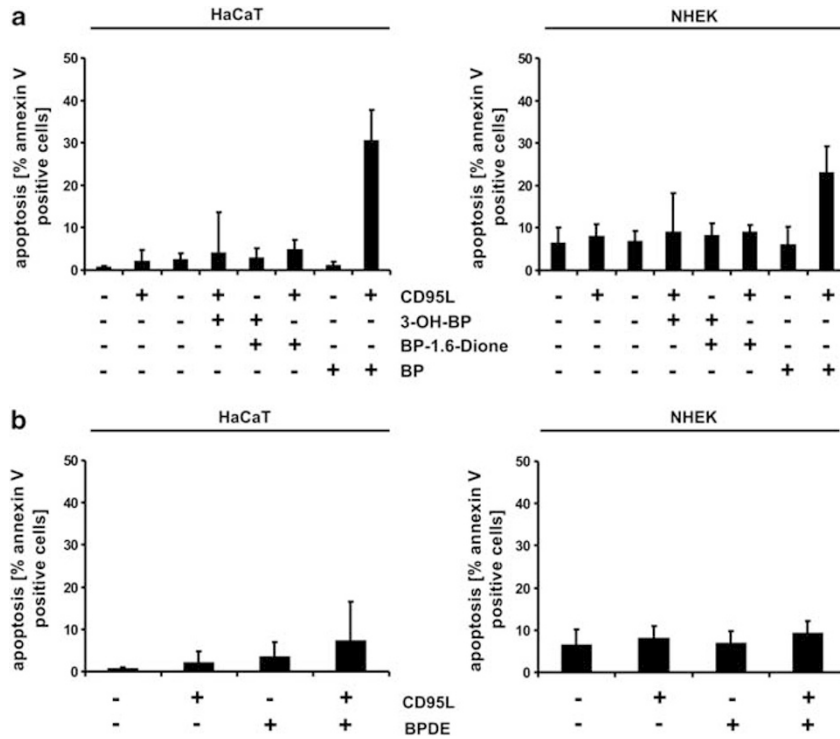 a
HaCaT
NHEK
apoptosis [% annexin V
positive cells]
50
40
30
20
10
0
apoptosis [% annexin V
positive cells]
50
40
30
20
10
0
- + - + - + - + CD95L - + - + - + - +
- - - + + - - - 3-OH-BP - - - + + - - -
- - - - + + - - BP-1.6-Dione - - - - + + - -
- - - - - - + + BP - - - - - - + +
b
HaCaT
NHEK
apoptosis [% annexin V
positive cells]
50
40
30
20
10
0
apoptosis [% annexin V
positive cells]
50
40
30
20
10
0
- + - + CD95L - + - +
- - + + BPDE - - + +